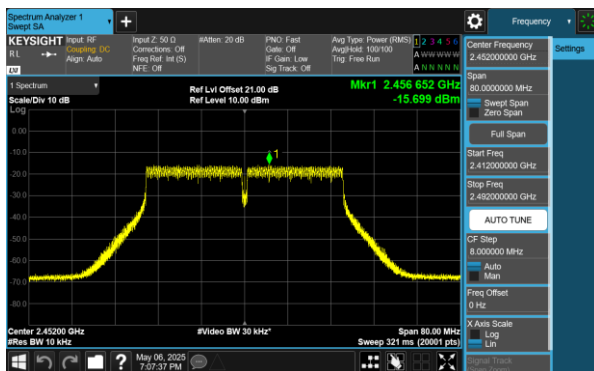 Spectrum Analyzer 1
Swept SA
Frequency
KEYSIGHT
RL
LXI
Input: RF
Coupling: DC
Align: Auto
Input Z: 50 Ω
Corrections: Off
Freq Ref: Int (S)
NFE: Off
#Atten: 20 dB
PNO: Fast
Gate: Off
IF Gain: Low
Sig Track: Off
Avg Type: Power (RMS)
Avg|Hold: 100/100
Trig: Free Run
1 2 3 4 5 6
A W W W W W
A N N N N N
1 Spectrum
Scale/Div 10 dB
Log
Ref Lvl Offset 21.00 dB
Ref Level 10.00 dBm
Mkr1 2.456 652 GHz
-15.699 dBm
0.00
-10.0
-20.0
-30.0
-40.0
-50.0
-60.0
-70.0
-80.0
1
Center 2.45200 GHz
#Res BW 10 kHz
#Video BW 30 kHz*
Span 80.00 MHz
Sweep 321 ms (20001 pts)
May 06, 2025
7:07:37 PM
Center Frequency
2.452000000 GHz
Settings
Span
80.0000000 MHz
Swept Span
Zero Span
Full Span
Start Freq
2.412000000 GHz
Stop Freq
2.492000000 GHz
AUTO TUNE
CF Step
8.000000 MHz
Auto
Man
Freq Offset
0 Hz
X Axis Scale
Log
Lin
Signal Track
(Span Zoom)